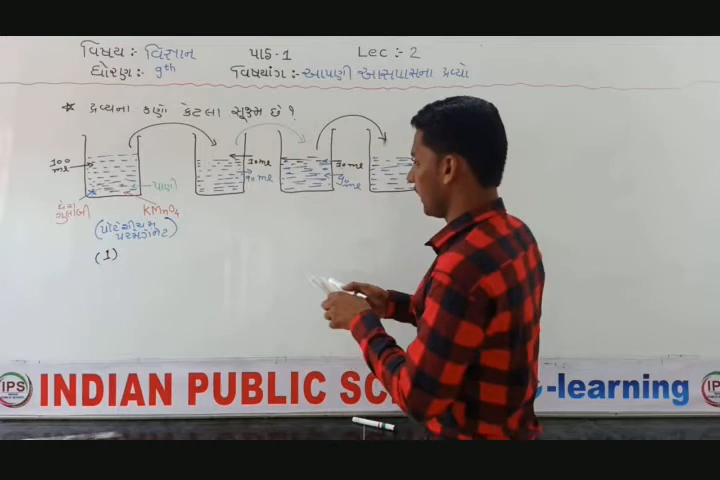 વિષય :- વિજ્ઞાન પાઠ-1 Lec :- 2
ધોરણ :- 9th વિષયાંગ :- આપણી આસપાસના દ્રવ્યો
* દ્રવ્યના કણો કેટલા સૂક્ષ્મ છે ?
100 ml
10 ml
90 ml
10 ml
90 ml
પાણી
ઘેરો ગુલાબી
KMnO4
(પોટેશીયમ
પરમેંગેનેટ)
(1)
IPS
INDIAN PUBLIC SC
-learning